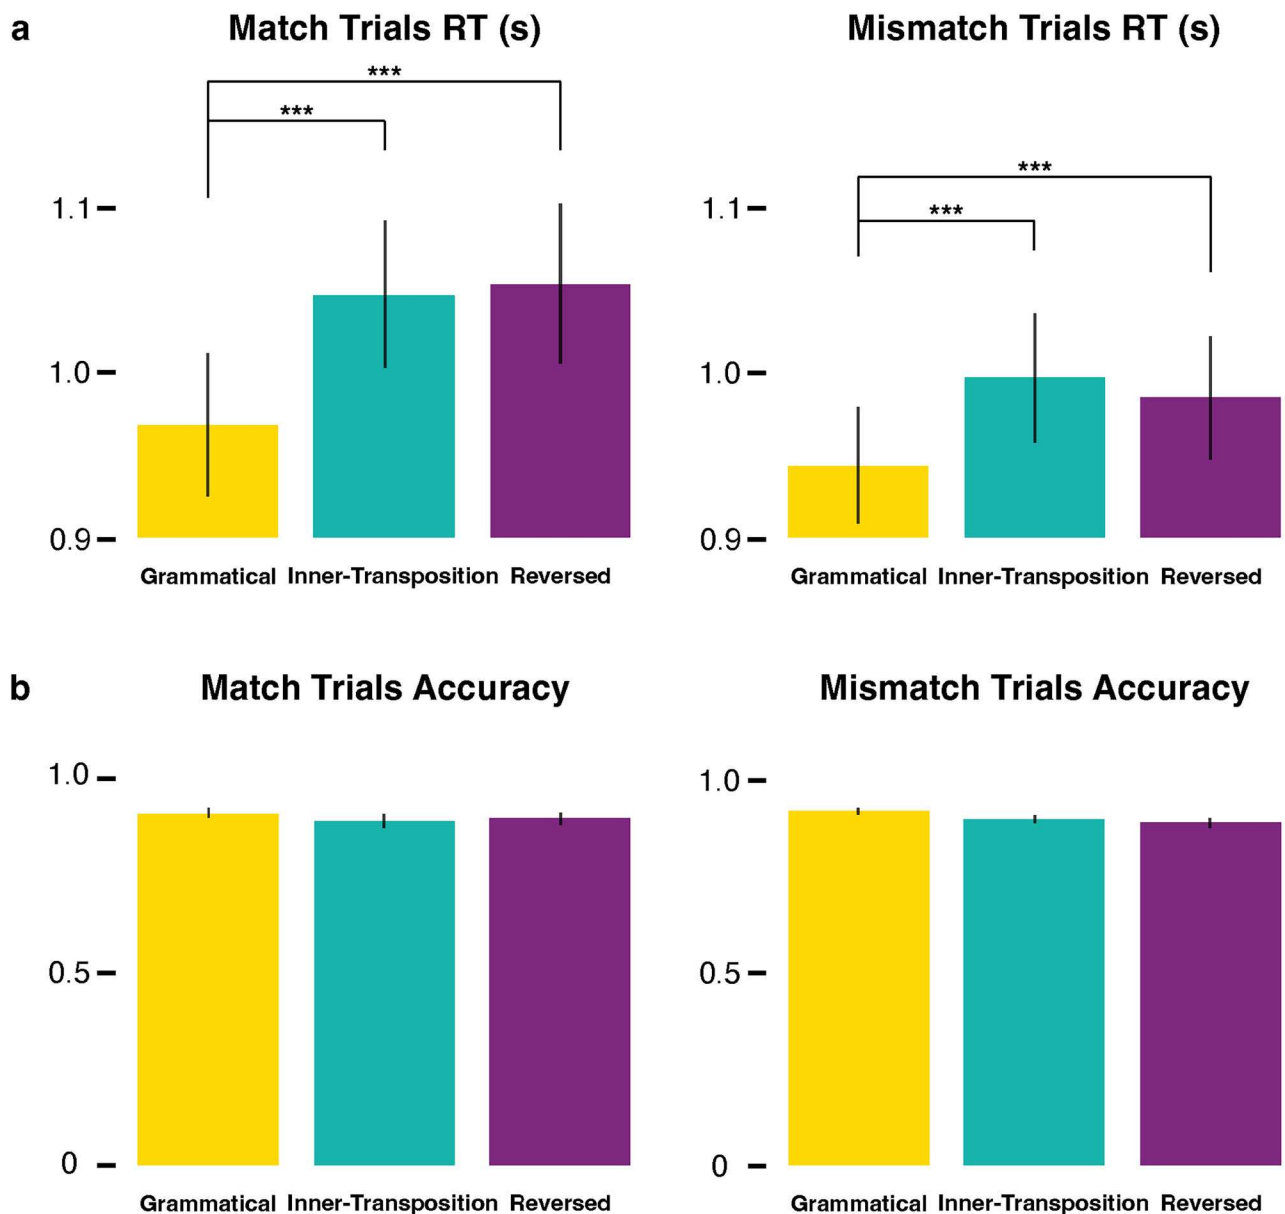 a
Match Trials RT (s)
Mismatch Trials RT (s)
***
***
***
***
1.1
1.0
0.9
1.1
1.0
0.9
Grammatical Inner-Transposition Reversed
Grammatical Inner-Transposition Reversed
b
Match Trials Accuracy
Mismatch Trials Accuracy
1.0
0.5
0
1.0
0.5
0
Grammatical Inner-Transposition Reversed
Grammatical Inner-Transposition Reversed